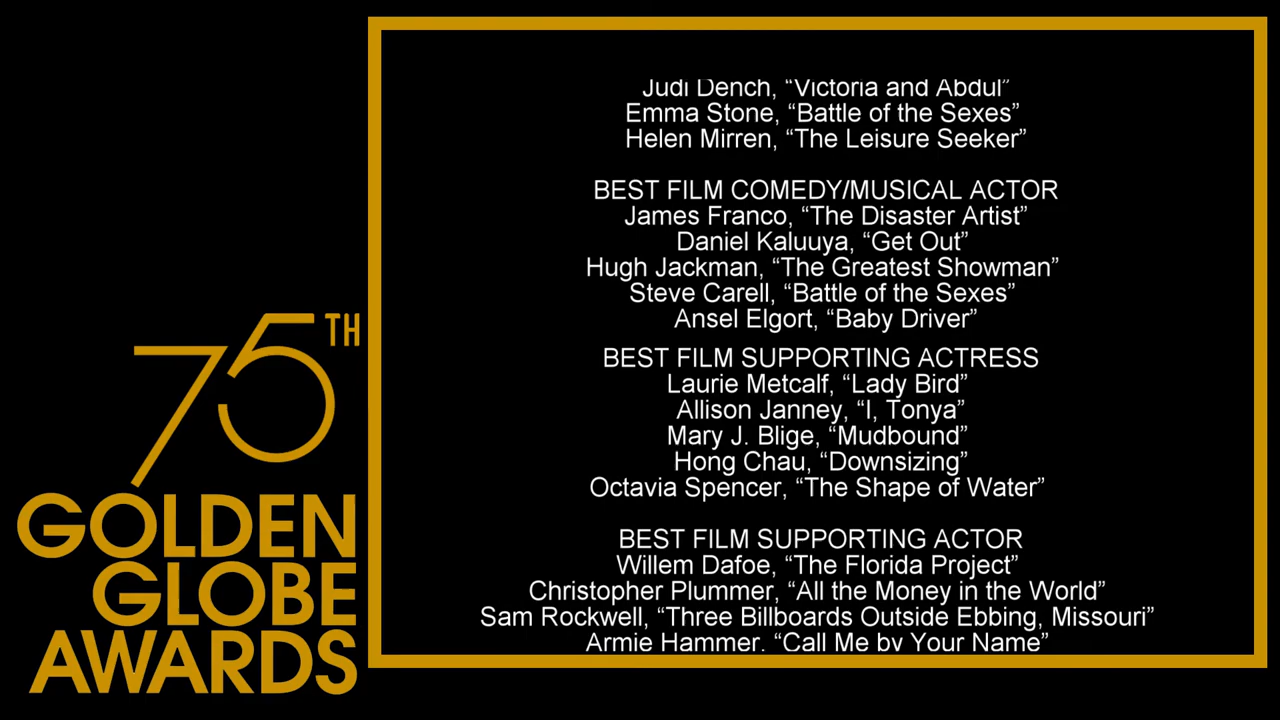 75TH
GOLDEN
GLOBE
AWARDS
Judi Dench, “Victoria and Abdul”
Emma Stone, “Battle of the Sexes”
Helen Mirren, “The Leisure Seeker”
BEST FILM COMEDY/MUSICAL ACTOR
James Franco, “The Disaster Artist”
Daniel Kaluuya, “Get Out”
Hugh Jackman, “The Greatest Showman”
Steve Carell, “Battle of the Sexes”
Ansel Elgort, “Baby Driver”
BEST FILM SUPPORTING ACTRESS
Laurie Metcalf, “Lady Bird”
Allison Janney, “I, Tonya”
Mary J. Blige, “Mudbound”
Hong Chau, “Downsizing”
Octavia Spencer, “The Shape of Water”
BEST FILM SUPPORTING ACTOR
Willem Dafoe, “The Florida Project”
Christopher Plummer, “All the Money in the World”
Sam Rockwell, “Three Billboards Outside Ebbing, Missouri”
Armie Hammer, “Call Me by Your Name”